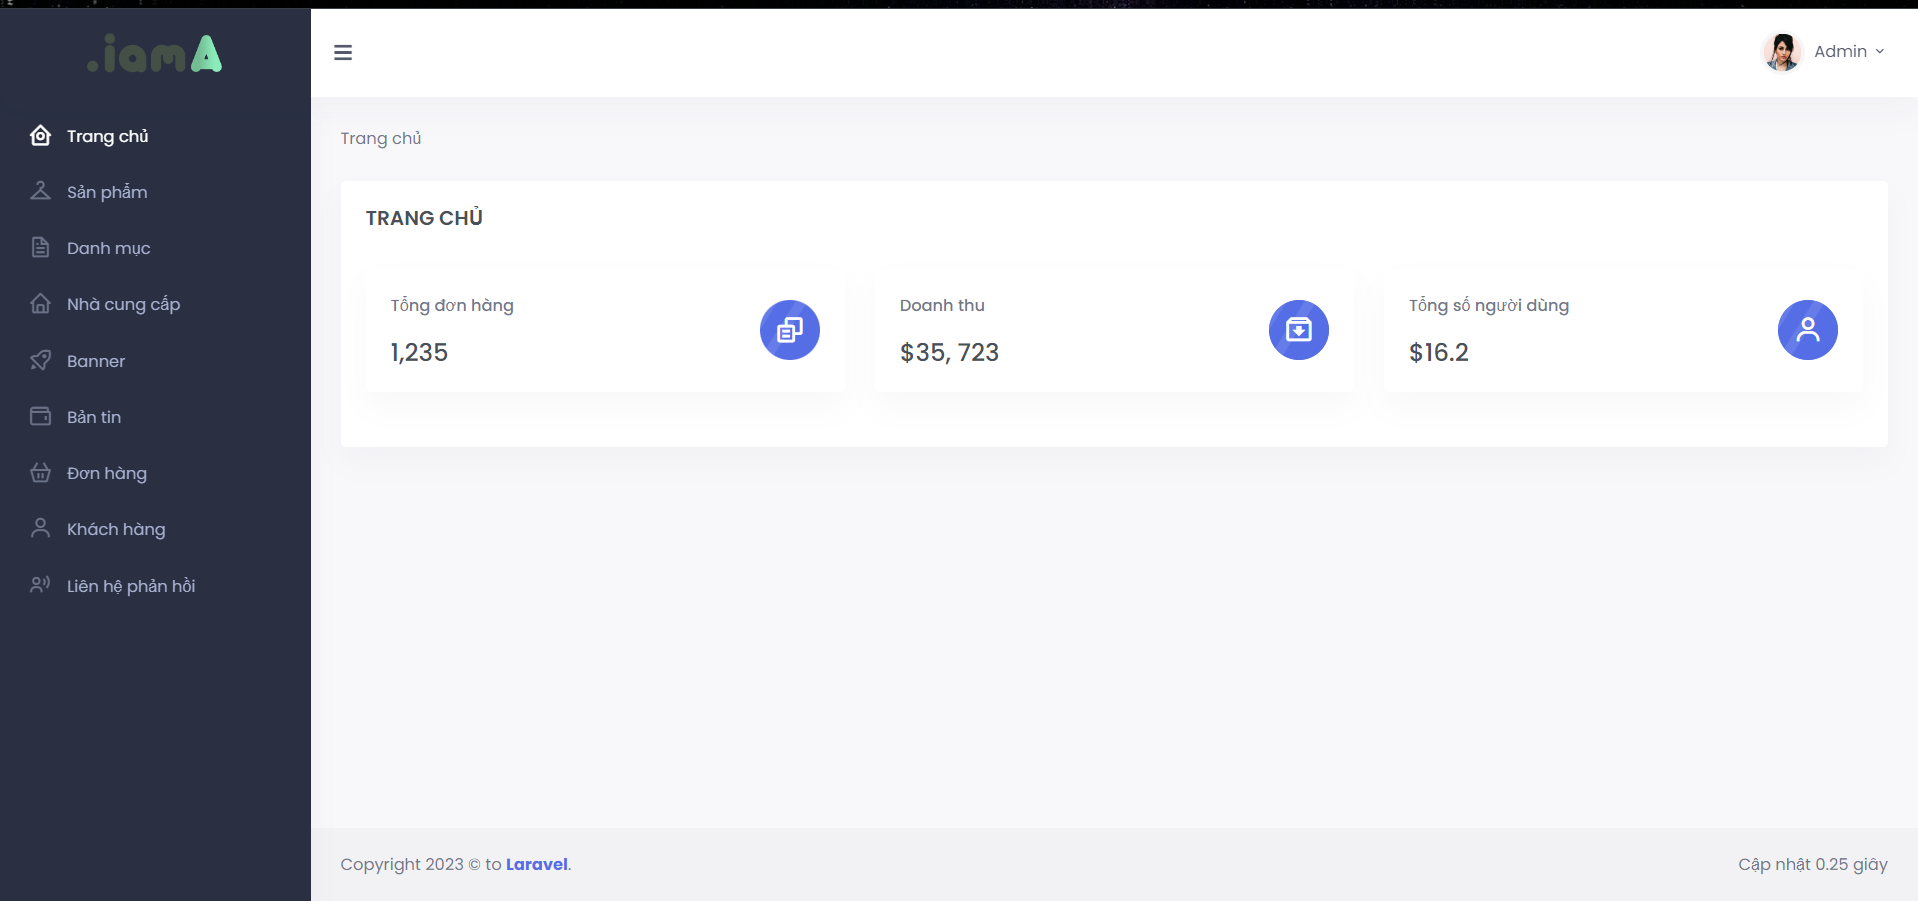 .iamA
Trang chủ
Sản phẩm
Danh mục
Nhà cung cấp
Banner
Bản tin
Đơn hàng
Khách hàng
Liên hệ phản hồi
Admin
Trang chủ
TRANG CHỦ
Tổng đơn hàng
1,235
Doanh thu
$35, 723
Tổng số người dùng
$16.2
Copyright 2023 © to Laravel.
Cập nhật 0.25 giây